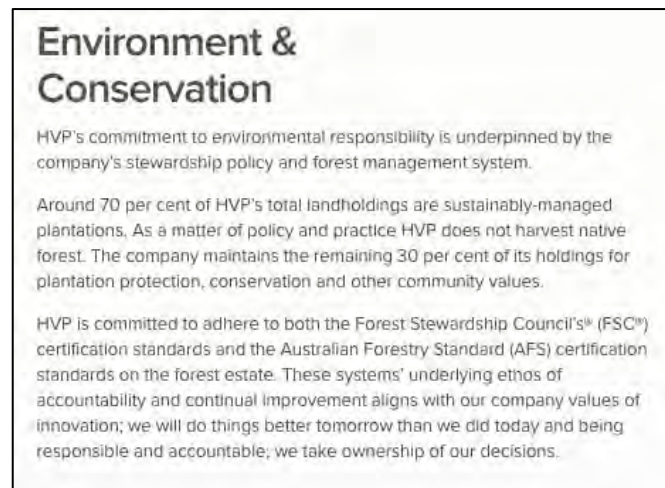 Environment &
Conservation
HVP's commitment to environmental responsibility is underpinned by the
company's stewardship policy and forest management system.
Around 70 per cent of HVP's total landholdings are sustainably-managed
plantations. As a matter of policy and practice HVP does not harvest native
forest. The company maintains the remaining 30 per cent of its holdings for
plantation protection, conservation and other community values.
HVP is committed to adhere to both the Forest Stewardship Council's® (FSC®)
certification standards and the Australian Forestry Standard (AFS) certification
standards on the forest estate. These systems' underlying ethos of
accountability and continual improvement aligns with our company values of
innovation; we will do things better tomorrow than we did today and being
responsible and accountable; we take ownership of our decisions.